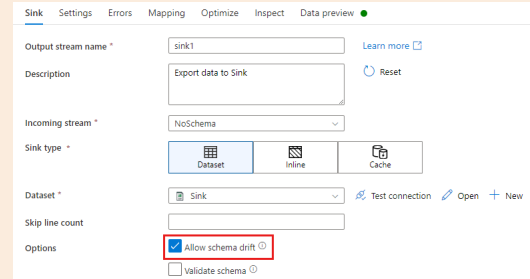 Sink Settings Errors Mapping Optimize Inspect Data preview
Output stream name * sink1 Learn more
Description Export data to Sink Reset
Incoming stream * NoSchema
Sink type * Dataset Inline Cache
Dataset * Sink Test connection Open New
Skip line count
Options Allow schema drift
Validate schema